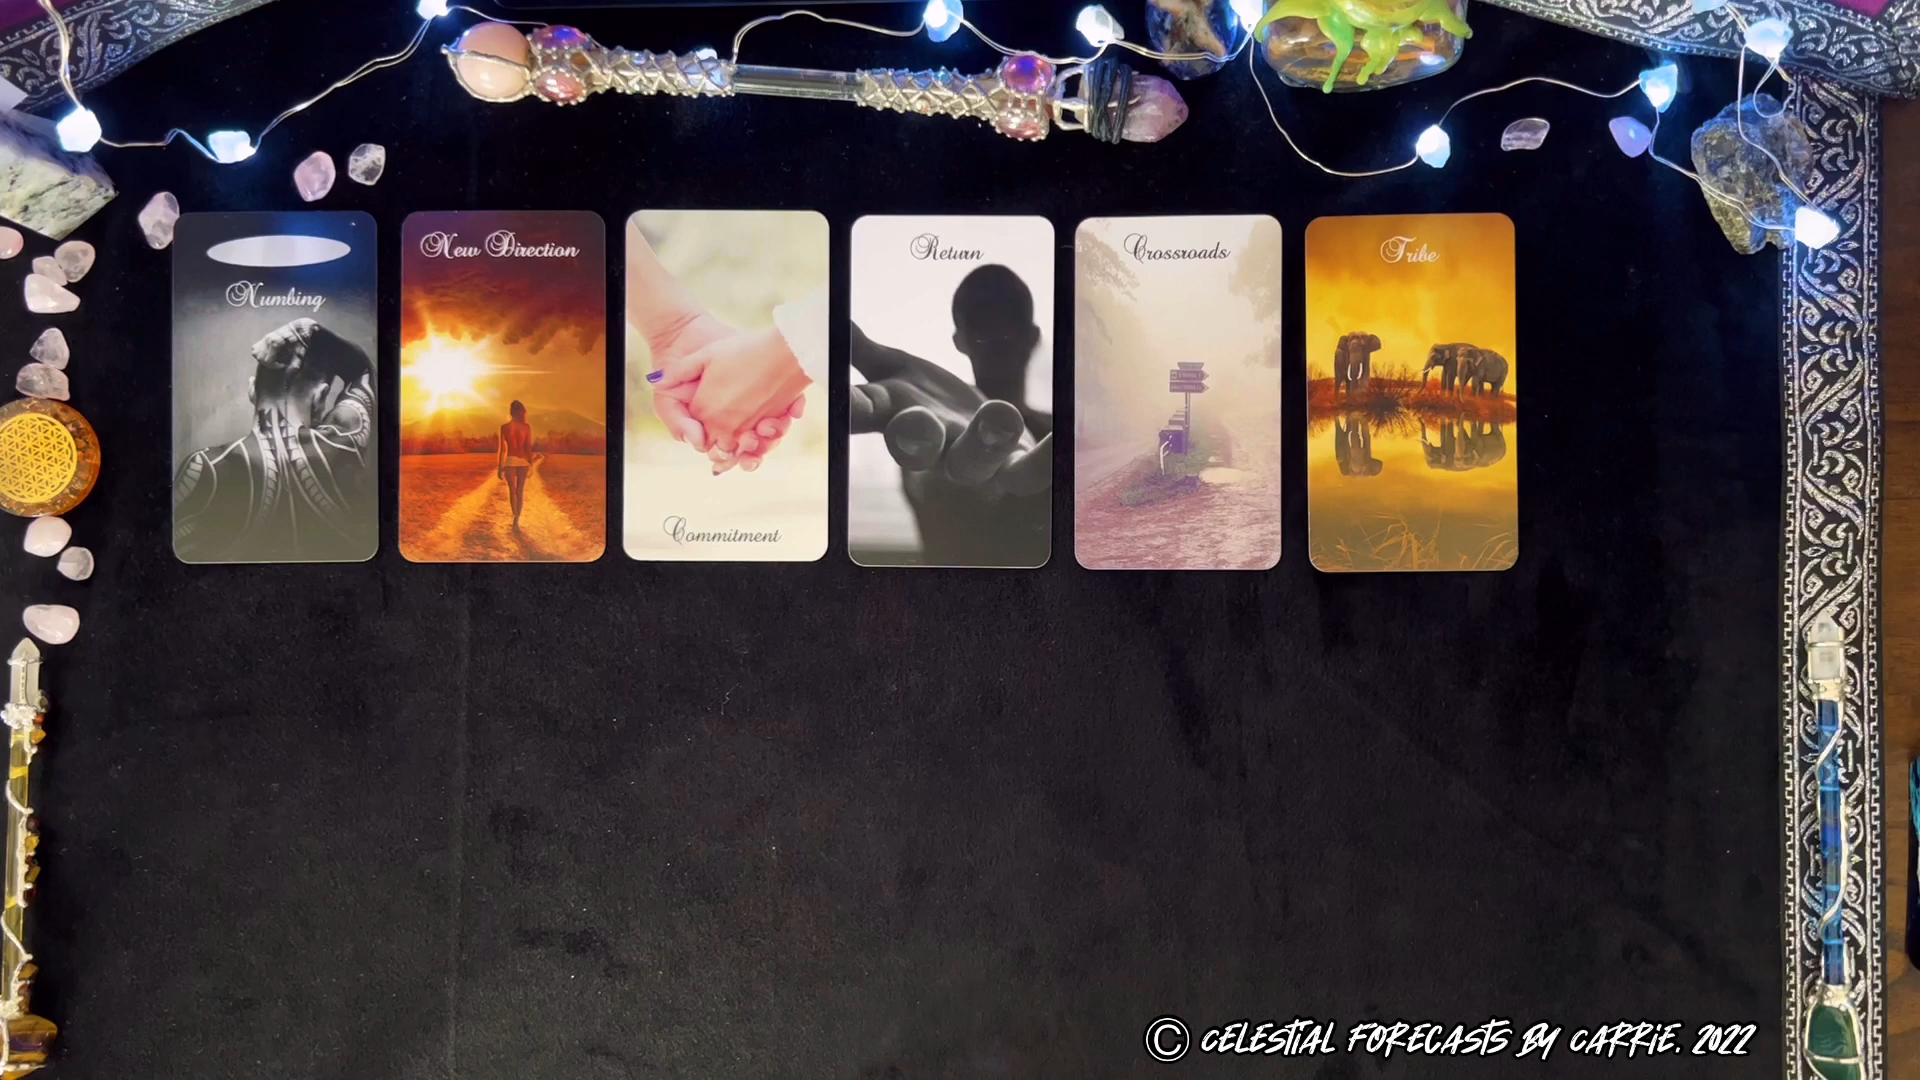 Numbing
New Direction
Commitment
Return
Crossroads
Tribe
© CELESTIAL FORECASTS BY CARRIE. 2022